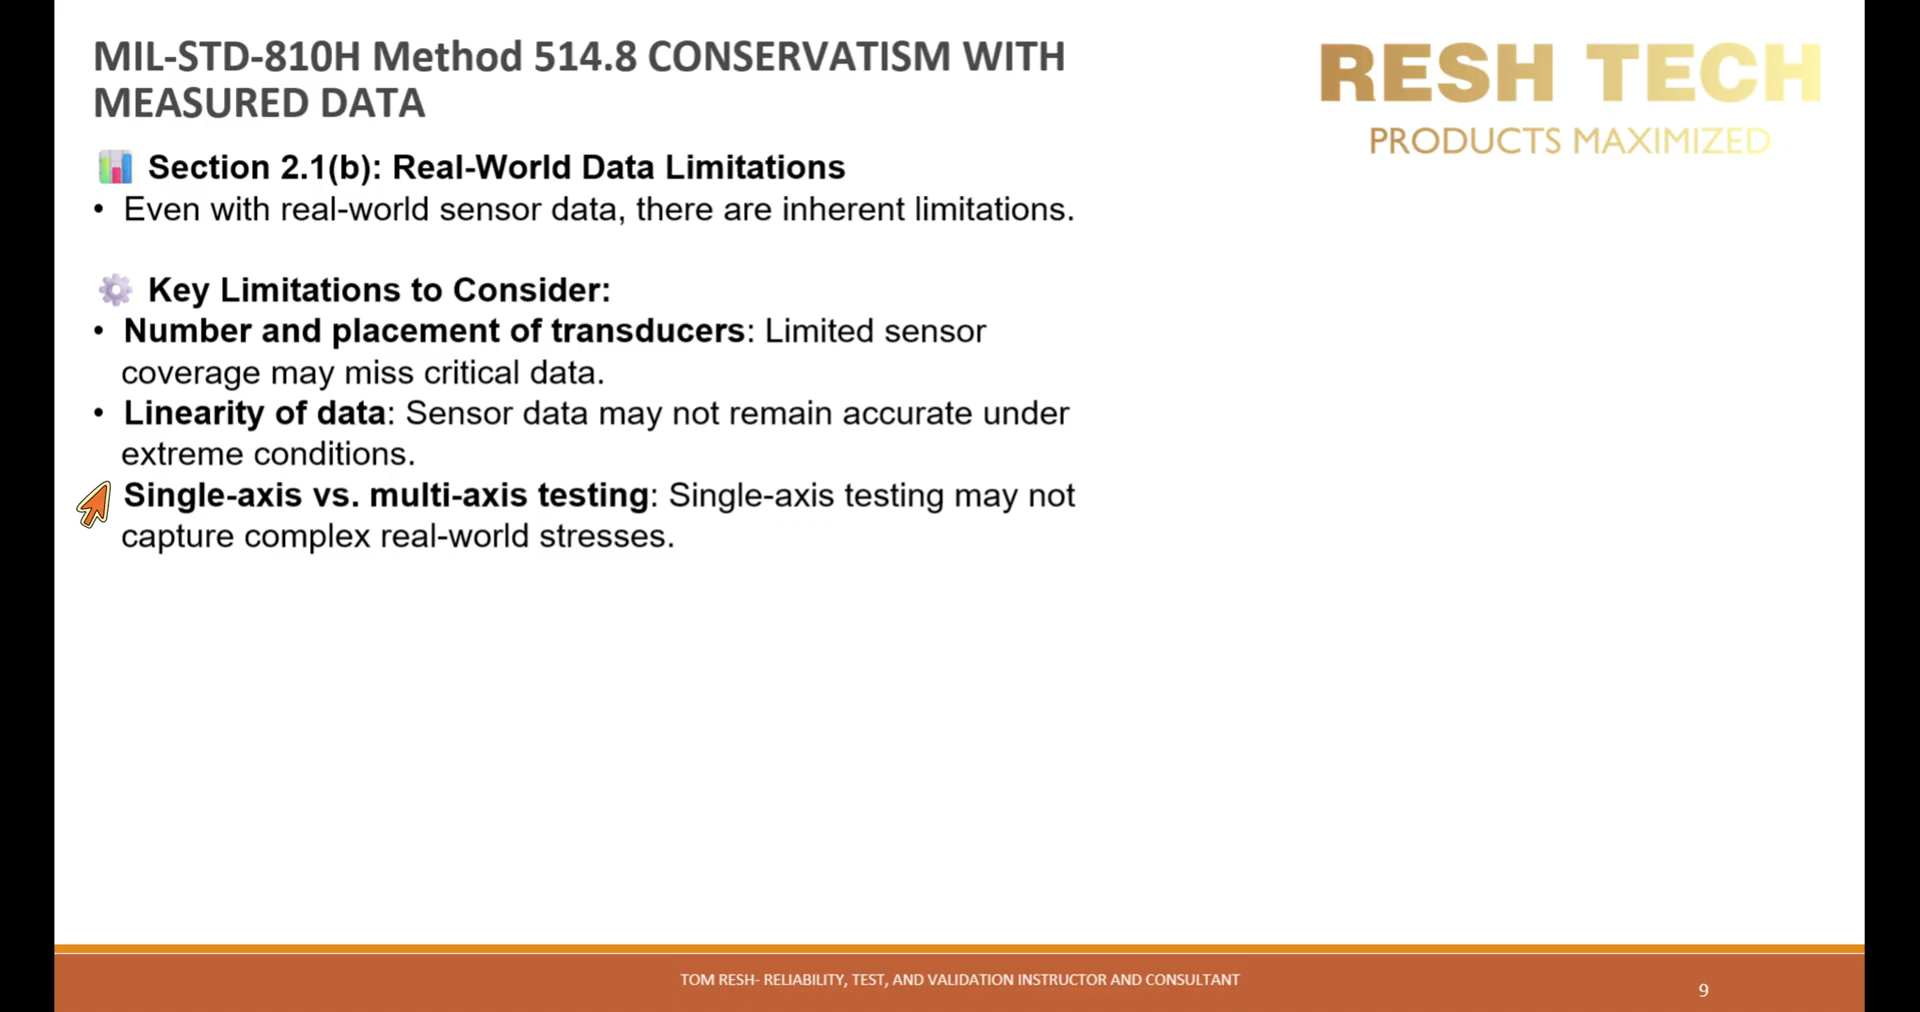 MIL-STD-810H Method 514.8 CONSERVATISM WITH
MEASURED DATA
RESH TECH
PRODUCTS MAXIMIZED
Section 2.1(b): Real-World Data Limitations
• Even with real-world sensor data, there are inherent limitations.
Key Limitations to Consider:
• Number and placement of transducers: Limited sensor
coverage may miss critical data.
• Linearity of data: Sensor data may not remain accurate under
extreme conditions.
Single-axis vs. multi-axis testing: Single-axis testing may not
capture complex real-world stresses.
TOM RESH- RELIABILITY, TEST, AND VALIDATION INSTRUCTOR AND CONSULTANT
9